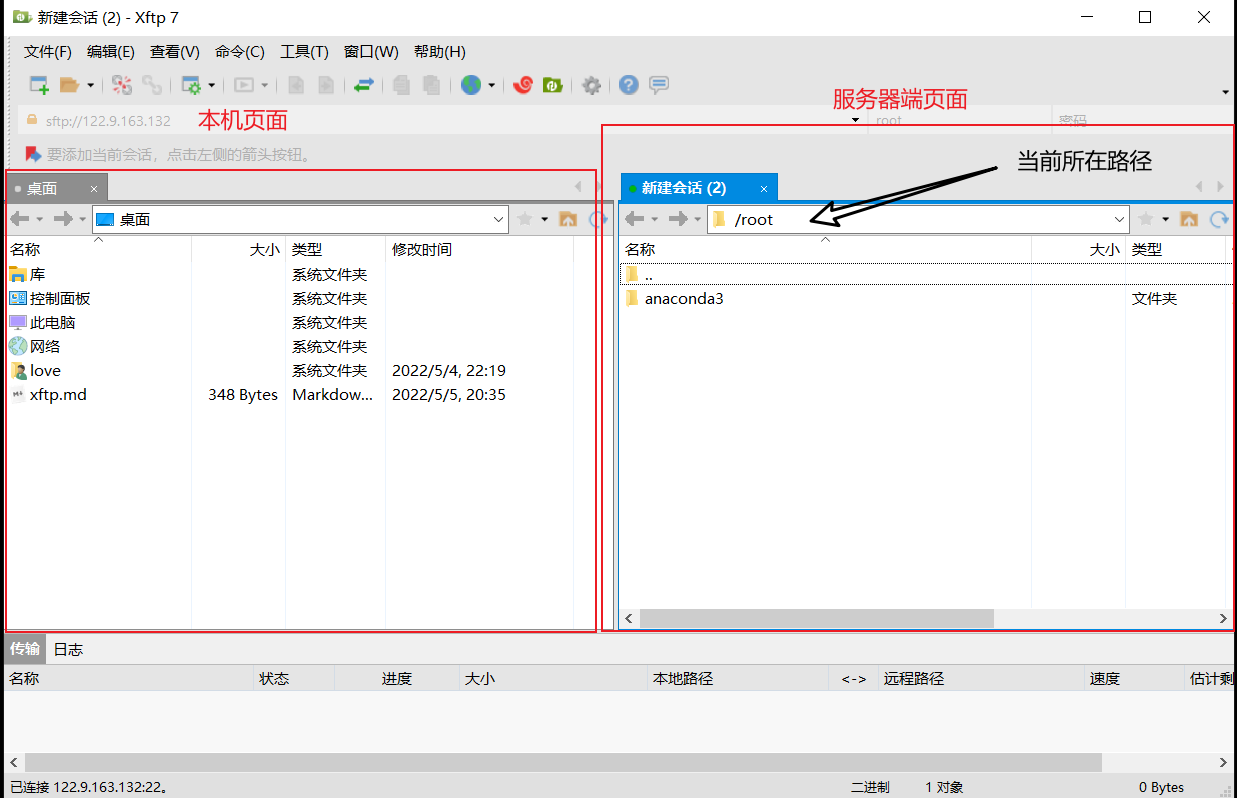 新建会话 (2) - Xftp 7
文件(F) 编辑(E) 查看(V) 命令(C) 工具(T) 窗口(W) 帮助(H)
服务器端页面
sftp://122.9.163.132 本机页面 root 密码
要添加当前会话，点击左侧的箭头按钮。 当前所在路径
桌面 × 新建会话 (2) ×
桌面 /root
名称 大小 类型 修改时间 名称 大小 类型
库 系统文件夹 ..
控制面板 系统文件夹 anaconda3 文件夹
此电脑 系统文件夹
网络 系统文件夹
love 系统文件夹 2022/5/4, 22:19
xftp.md 348 Bytes Markdow... 2022/5/5, 20:35
传输 日志
名称 状态 进度 大小 本地路径 <-> 远程路径 速度 估计剩
已连接 122.9.163.132:22。 二进制 1 对象 0 Bytes